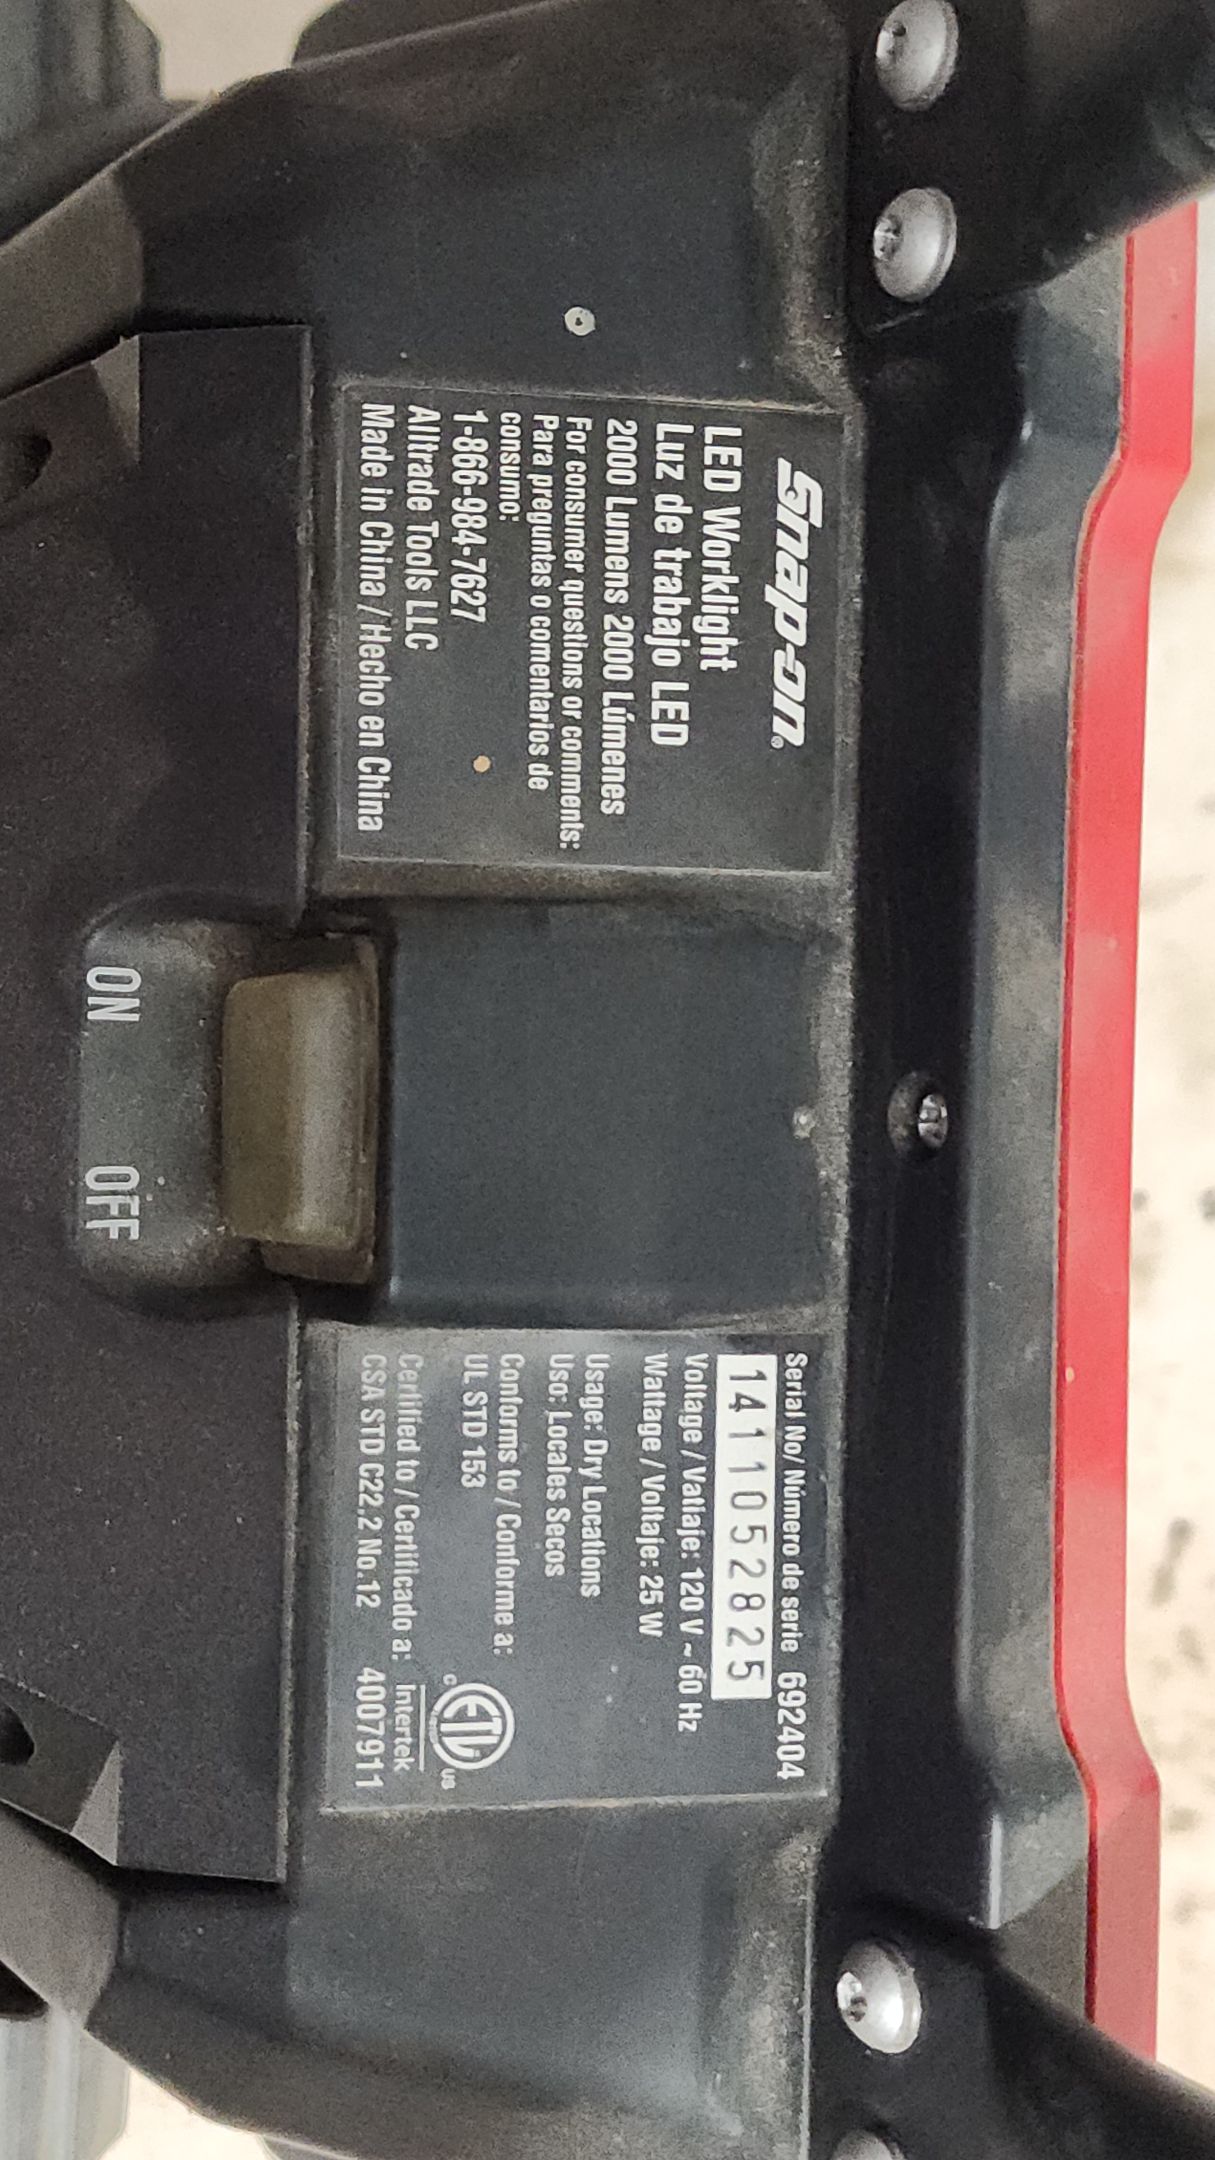 Snap-on®
LED Worklight
Luz de trabajo LED
2000 Lumens 2000 Lúmenes
For consumer questions or comments:
Para preguntas o comentarios de
consumo:
1-866-984-7627
Alltrade Tools LLC
Made in China / Hecho en China
ON OFF
Serial No/ Número de serie 692404
1411052825
Voltage / Vatiaje: 120 V ~ 60 Hz
Wattage / Voltaje: 25 W
Usage: Dry Locations
Uso: Locales Secos
Conforms to / Conforme a:
UL STD 153
Certified to / Certificado a:
CSA STD C22.2 No.12
C ETL US
Intertek
4007911